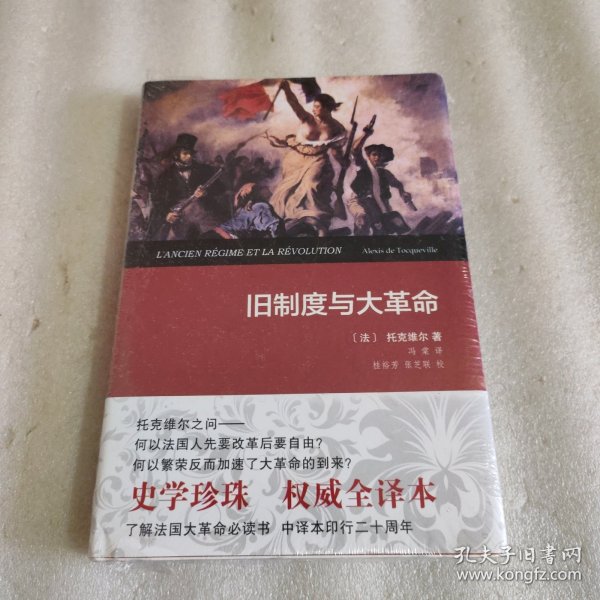 L'ANCIEN RÉGIME ET LA RÉVOLUTION Alexis de Tocqueville
旧制度与大革命
〔法〕 托克维尔 著
冯棠 译
桂裕芳 张芝联 校
托克维尔之问——
何以法国人先要改革后要自由?
何以繁荣反而加速了大革命的到来?
史学珍珠 权威全译本
了解法国大革命必读书 中译本印行二十周年
孔夫子旧书网
www.kongfz.com